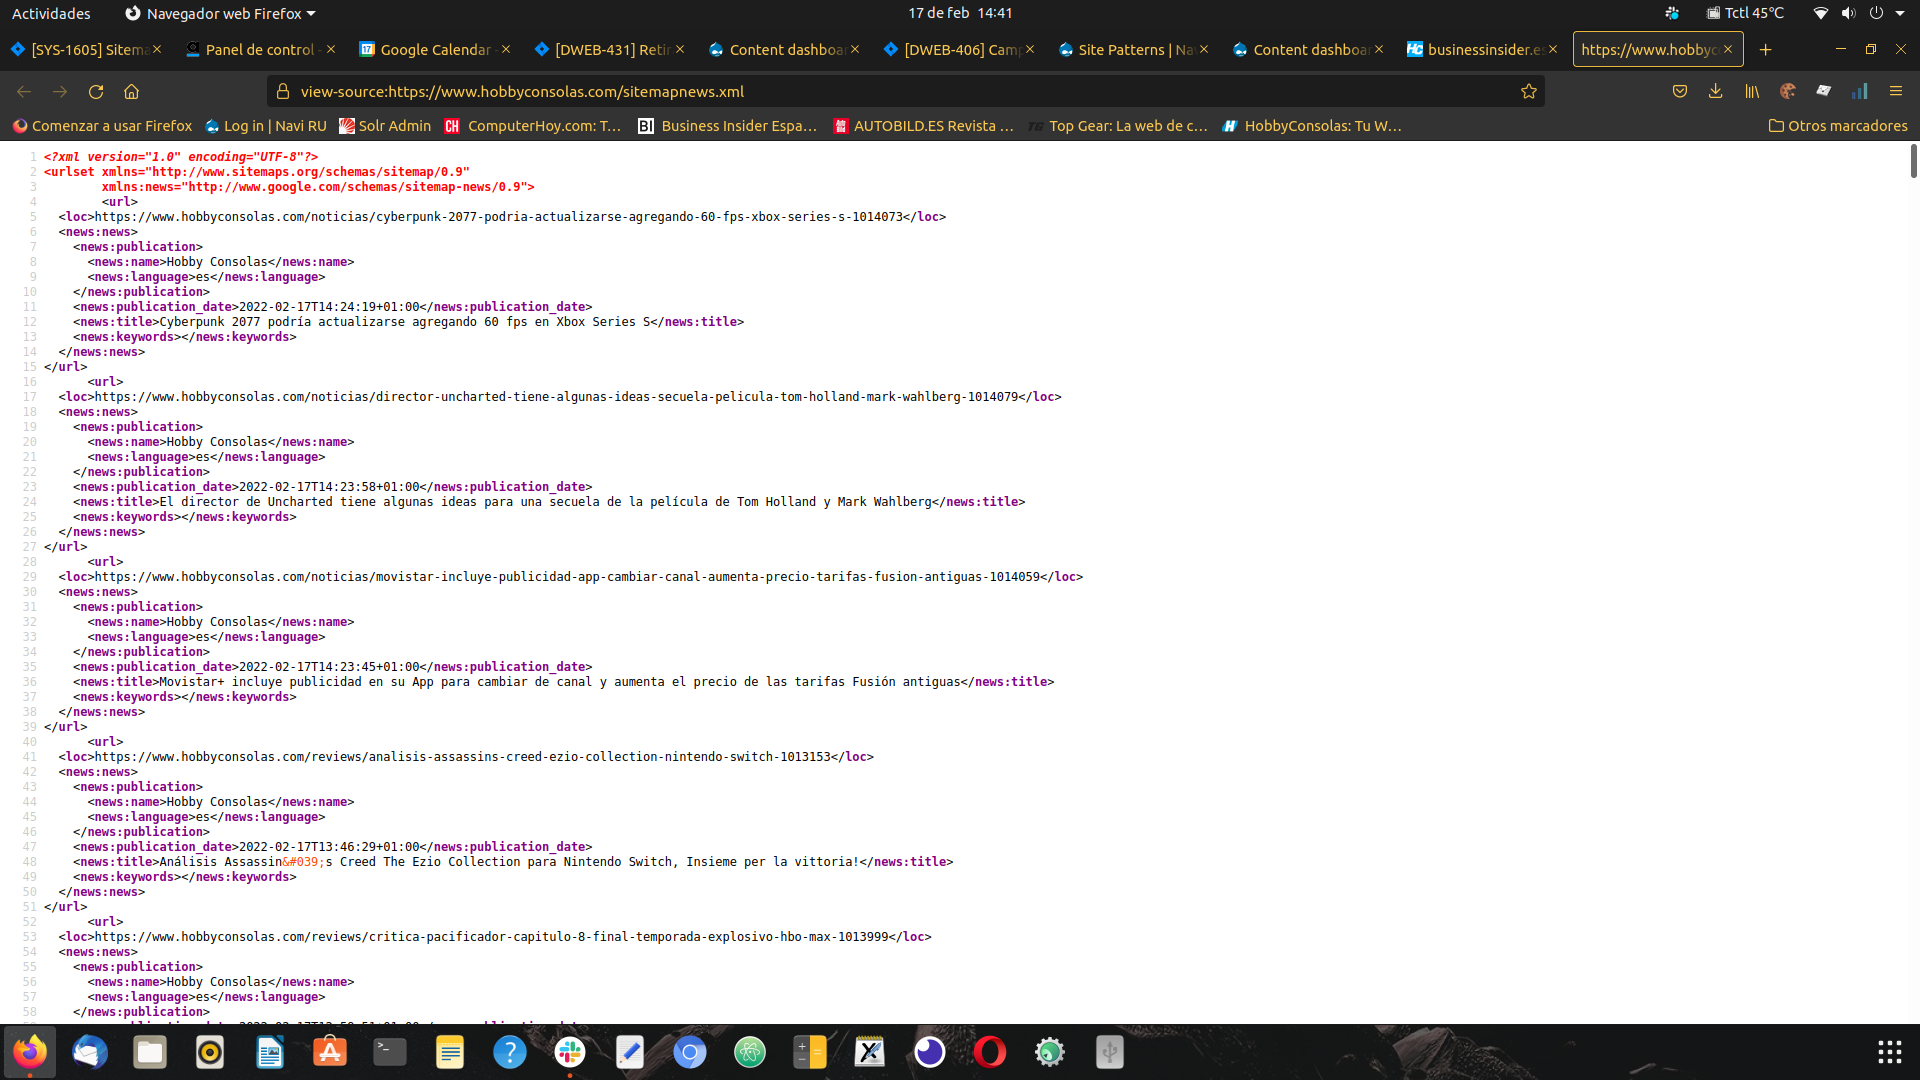 Actividades
Navegador web Firefox
17 de feb 14:41
Tctl 45°C
[SYS-1605] Sitem
Panel de control -
Google Calendar -
[DWEB-431] Reti
Content dashboa
[DWEB-406] Cam
Site Patterns | Na
Content dashboa
businessinsider.es
https://www.hobbyc
view-source:https://www.hobbyconsolas.com/sitemapnews.xml
Comenzar a usar Firefox
Log in | Navi RU
Solr Admin
CH ComputerHoy.com: T…
BI Business Insider Espa…
AUTOBILD.ES Revista …
TG Top Gear: La web de c…
HobbyConsolas: Tu W…
Otros marcadores
1 <?xml version="1.0" encoding="UTF-8"?>
2 <urlset xmlns="http://www.sitemaps.org/schemas/sitemap/0.9"
3 xmlns:news="http://www.google.com/schemas/sitemap-news/0.9">
4 <url>
5 <loc>https://www.hobbyconsolas.com/noticias/cyberpunk-2077-podria-actualizarse-agregando-60-fps-xbox-series-s-1014073</loc>
6 <news:news>
7 <news:publication>
8 <news:name>Hobby Consolas</news:name>
9 <news:language>es</news:language>
10 </news:publication>
11 <news:publication_date>2022-02-17T14:24:19+01:00</news:publication_date>
12 <news:title>Cyberpunk 2077 podría actualizarse agregando 60 fps en Xbox Series S</news:title>
13 <news:keywords></news:keywords>
14 </news:news>
15 </url>
16 <url>
17 <loc>https://www.hobbyconsolas.com/noticias/director-uncharted-tiene-algunas-ideas-secuela-pelicula-tom-holland-mark-wahlberg-1014079</loc>
18 <news:news>
19 <news:publication>
20 <news:name>Hobby Consolas</news:name>
21 <news:language>es</news:language>
22 </news:publication>
23 <news:publication_date>2022-02-17T14:23:58+01:00</news:publication_date>
24 <news:title>El director de Uncharted tiene algunas ideas para una secuela de la película de Tom Holland y Mark Wahlberg</news:title>
25 <news:keywords></news:keywords>
26 </news:news>
27 </url>
28 <url>
29 <loc>https://www.hobbyconsolas.com/noticias/movistar-incluye-publicidad-app-cambiar-canal-aumenta-precio-tarifas-fusion-antiguas-1014059</loc>
30 <news:news>
31 <news:publication>
32 <news:name>Hobby Consolas</news:name>
33 <news:language>es</news:language>
34 </news:publication>
35 <news:publication_date>2022-02-17T14:23:45+01:00</news:publication_date>
36 <news:title>Movistar+ incluye publicidad en su App para cambiar de canal y aumenta el precio de las tarifas Fusión antiguas</news:title>
37 <news:keywords></news:keywords>
38 </news:news>
39 </url>
40 <url>
41 <loc>https://www.hobbyconsolas.com/reviews/analisis-assassins-creed-ezio-collection-nintendo-switch-1013153</loc>
42 <news:news>
43 <news:publication>
44 <news:name>Hobby Consolas</news:name>
45 <news:language>es</news:language>
46 </news:publication>
47 <news:publication_date>2022-02-17T13:46:29+01:00</news:publication_date>
48 <news:title>Análisis Assassin&#039;s Creed The Ezio Collection para Nintendo Switch, Insieme per la vittoria!</news:title>
49 <news:keywords></news:keywords>
50 </news:news>
51 </url>
52 <url>
53 <loc>https://www.hobbyconsolas.com/reviews/critica-pacificador-capitulo-8-final-temporada-explosivo-hbo-max-1013999</loc>
54 <news:news>
55 <news:publication>
56 <news:name>Hobby Consolas</news:name>
57 <news:language>es</news:language>
58 </news:publication>